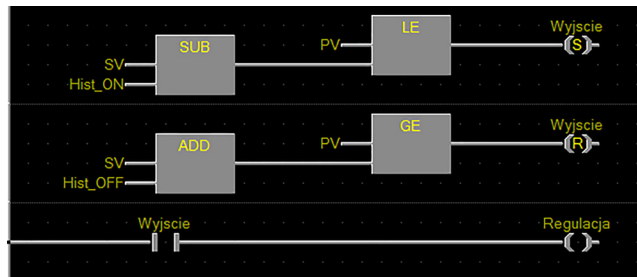 LE
Wyjscie
SUB
PV
S
SV
Hist_ON
GE
Wyjscie
ADD
PV
R
SV
Hist_OFF
Wyjscie
Regulacja